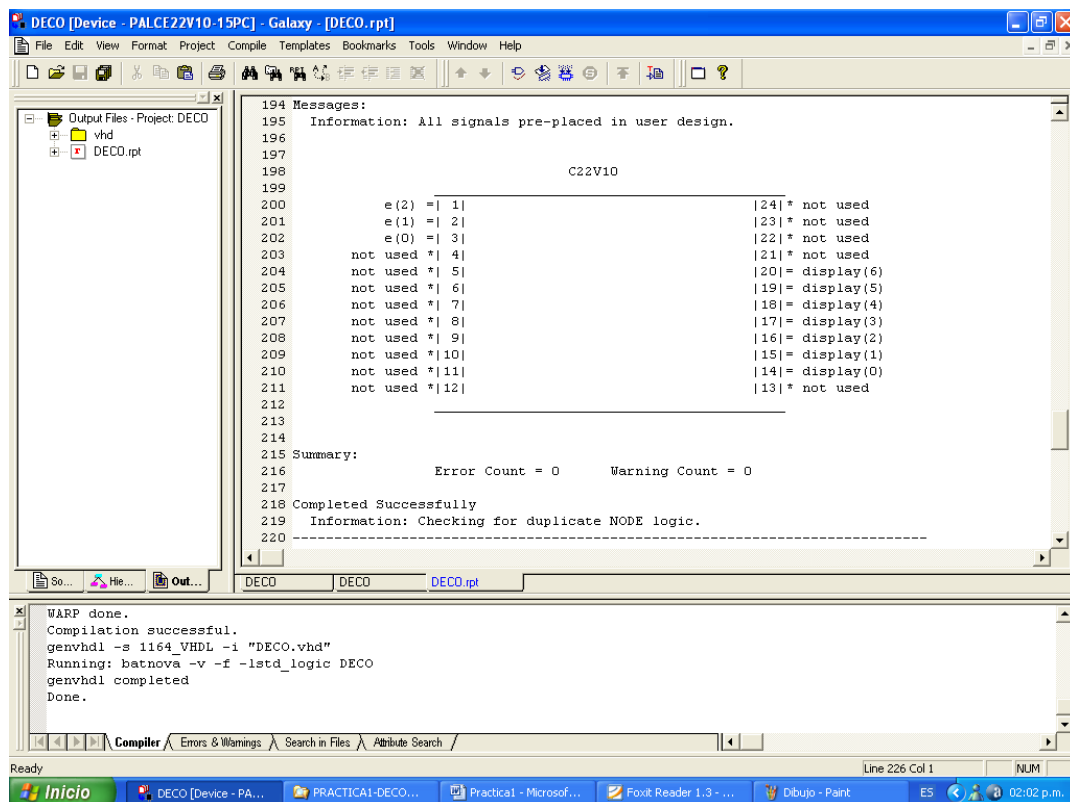 DECO [Device - PALCE22V10-15PC] - Galaxy - [DECO.rpt]
File Edit View Format Project Compile Templates Bookmarks Tools Window Help
Output Files - Project: DECO
vhd
DECO.rpt
194 Messages:
195 Information: All signals pre-placed in user design.
196
197
198 C22V10
199
200 e(2) =| 1| |24|* not used
201 e(1) =| 2| |23|* not used
202 e(0) =| 3| |22|* not used
203 not used *| 4| |21|* not used
204 not used *| 5| |20|= display(6)
205 not used *| 6| |19|= display(5)
206 not used *| 7| |18|= display(4)
207 not used *| 8| |17|= display(3)
208 not used *| 9| |16|= display(2)
209 not used *|10| |15|= display(1)
210 not used *|11| |14|= display(0)
211 not used *|12| |13|* not used
212
213
214
215 Summary:
216 Error Count = 0 Warning Count = 0
217
218 Completed Successfully
219 Information: Checking for duplicate NODE logic.
220 ----------------------------------------------------------------------------
So... Hie... Out...
DECO DECO DECO.rpt
WARP done.
Compilation successful.
genvhdl -s 1164_VHDL -i "DECO.vhd"
Running: batnova -v -f -lstd_logic DECO
genvhdl completed
Done.
Compiler Errors & Warnings Search in Files Attribute Search
Ready Line 226 Col 1 NUM
Inicio DECO [Device - PA... PRACTICA1-DECO... Practica1 - Microsof... Foxit Reader 1.3 - ... Dibujo - Paint ES 02:02 p.m.